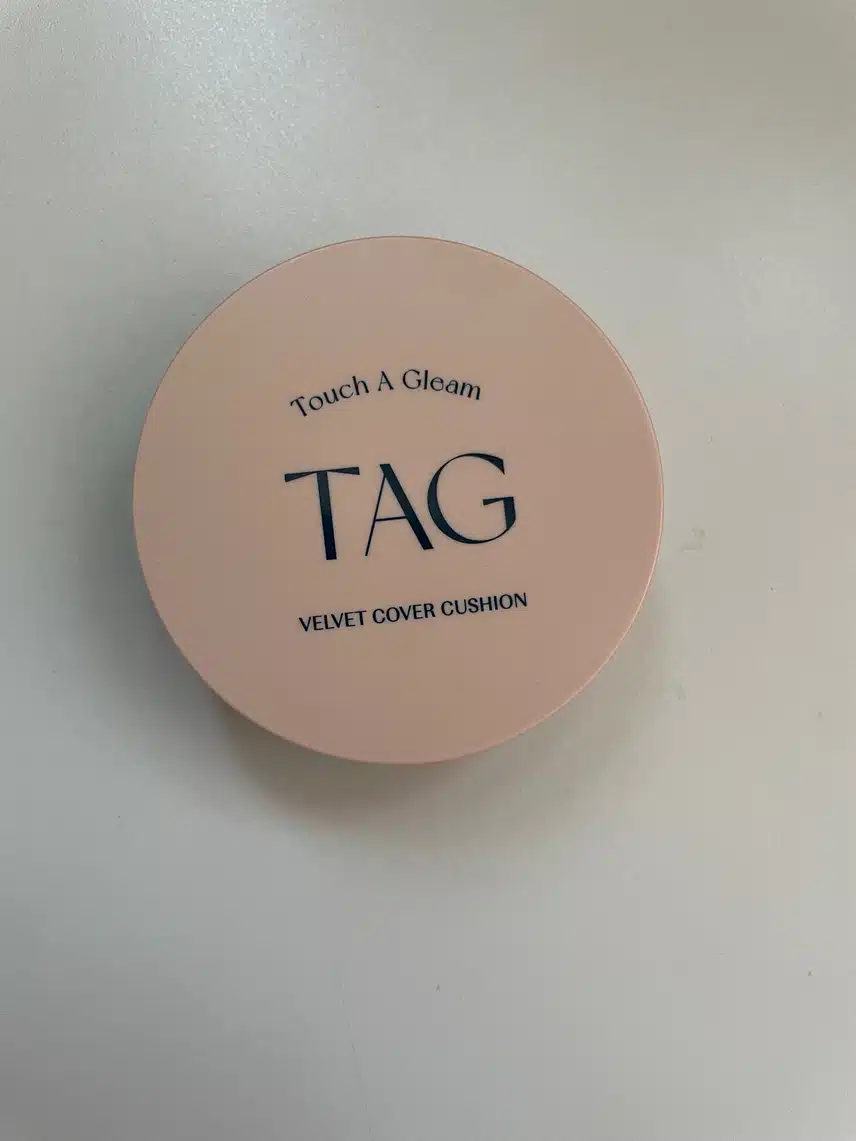 Touch A Gleam
TAG
VELVET COVER CUSHION